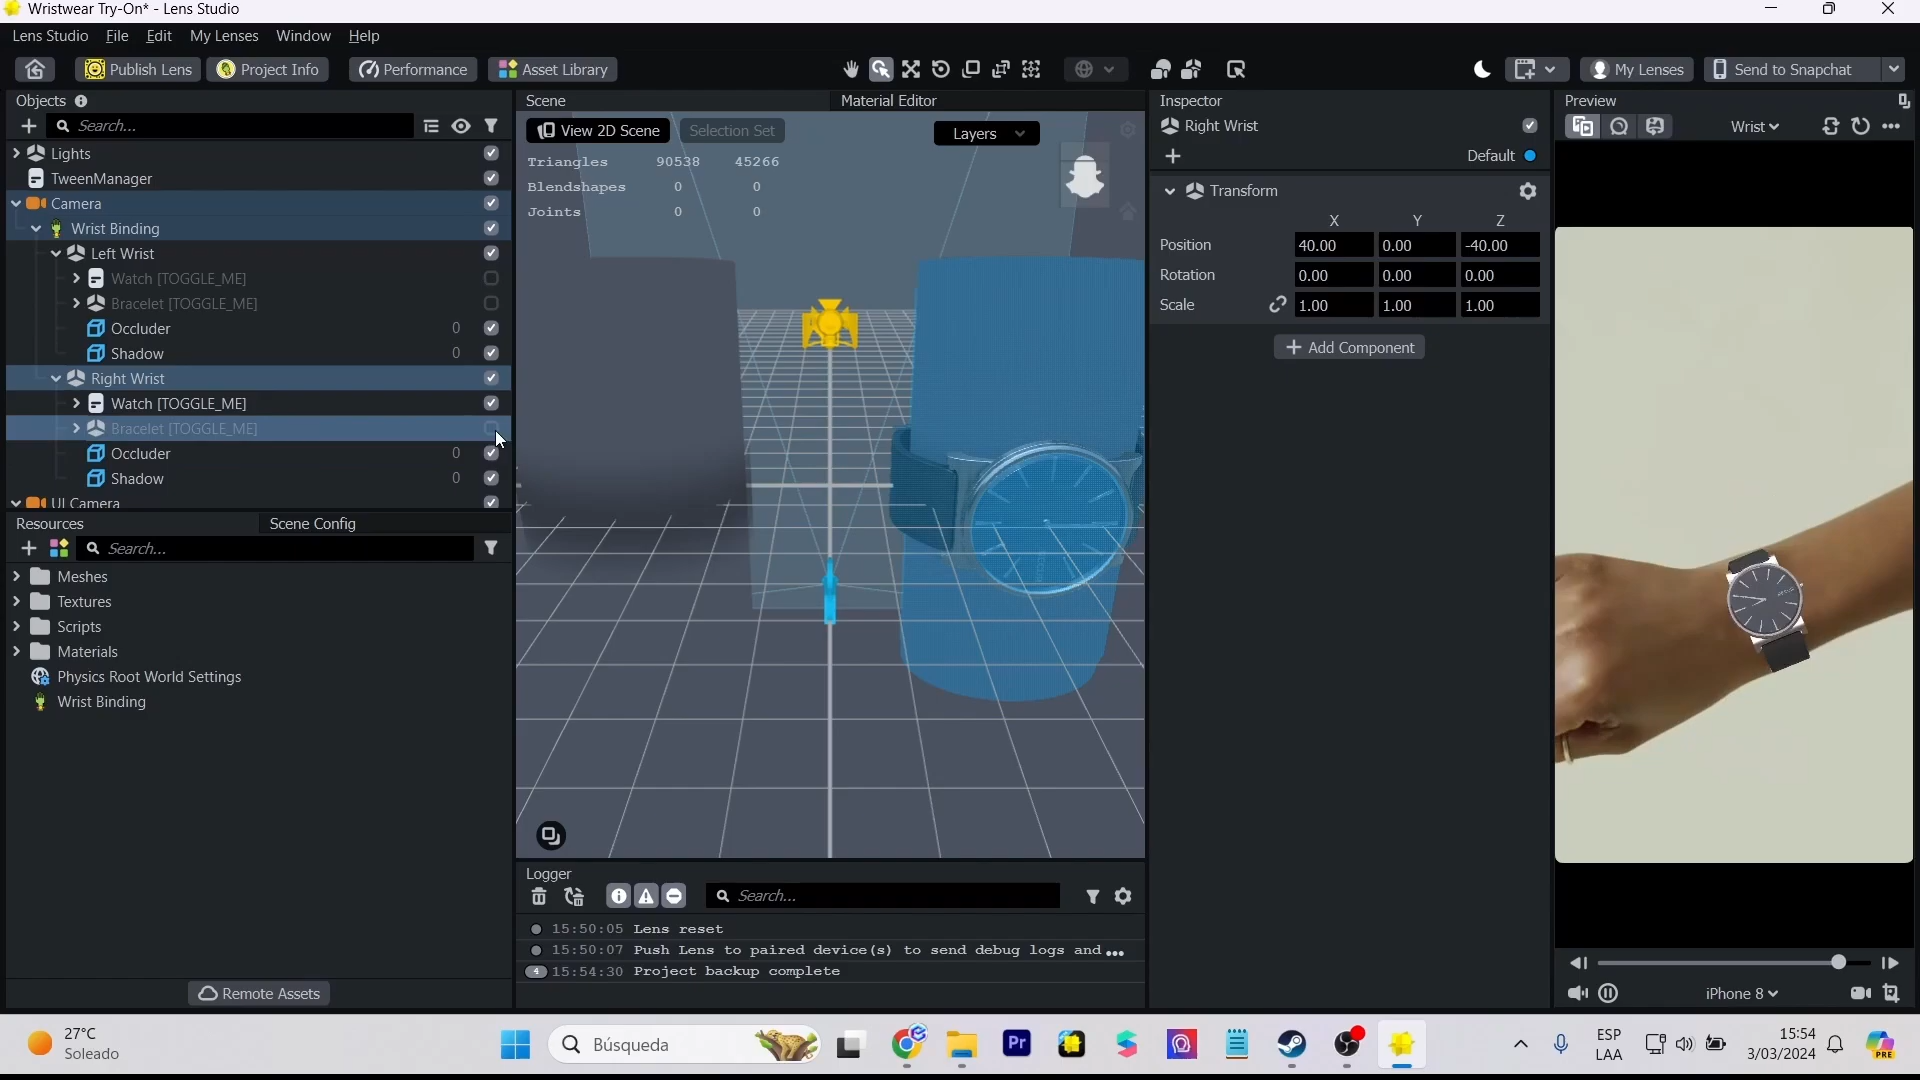 Wristwear Try-On* - Lens Studio
Lens Studio File Edit My Lenses Window Help
Publish Lens Project Info Performance Asset Library My Lenses Send to Snapchat
Objects
Search...
Lights
TweenManager
Camera
Wrist Binding
Left Wrist
Watch [TOGGLE_ME]
Bracelet [TOGGLE_ME]
Occluder 0
Shadow 0
Right Wrist
Watch [TOGGLE_ME]
Bracelet [TOGGLE_ME]
Occluder 0
Shadow 0
UI Camera
Resources Scene Config
Search...
Meshes
Textures
Scripts
Materials
Physics Root World Settings
Wrist Binding
Remote Assets
Scene Material Editor
View 2D Scene Selection Set Layers
Triangles 90538 45266
Blendshapes 0 0
Joints 0 0
Logger
Search...
15:50:05 Lens reset
15:50:07 Push Lens to paired device(s) to send debug logs and ...
4 15:54:30 Project backup complete
Inspector
Right Wrist
Default
Transform
X Y Z
Position 40.00 0.00 -40.00
Rotation 0.00 0.00 0.00
Scale 1.00 1.00 1.00
+ Add Component
Preview
Wrist
iPhone 8
27°C
Soleado
Búsqueda
Pr
ESP
LAA
15:54
3/03/2024
PRE